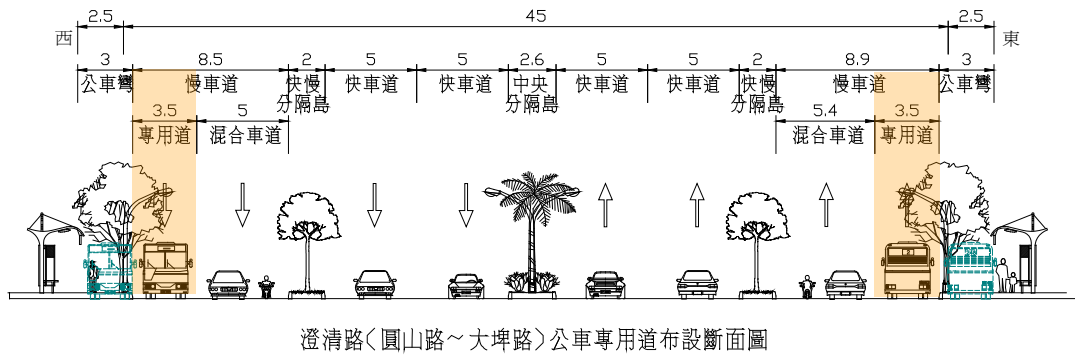 2.5 45 2.5
西 東
3 8.5 2 5 5 2.6 5 5 2 8.9 3
公車彎 慢車道 快慢分隔島 快車道 快車道 中央分隔島 快車道 快車道 快慢分隔島 慢車道 公車彎
3.5 5 5.4 3.5
專用道 混合車道 混合車道 專用道
澄清路(圓山路~大埤路)公車專用道布設斷面圖